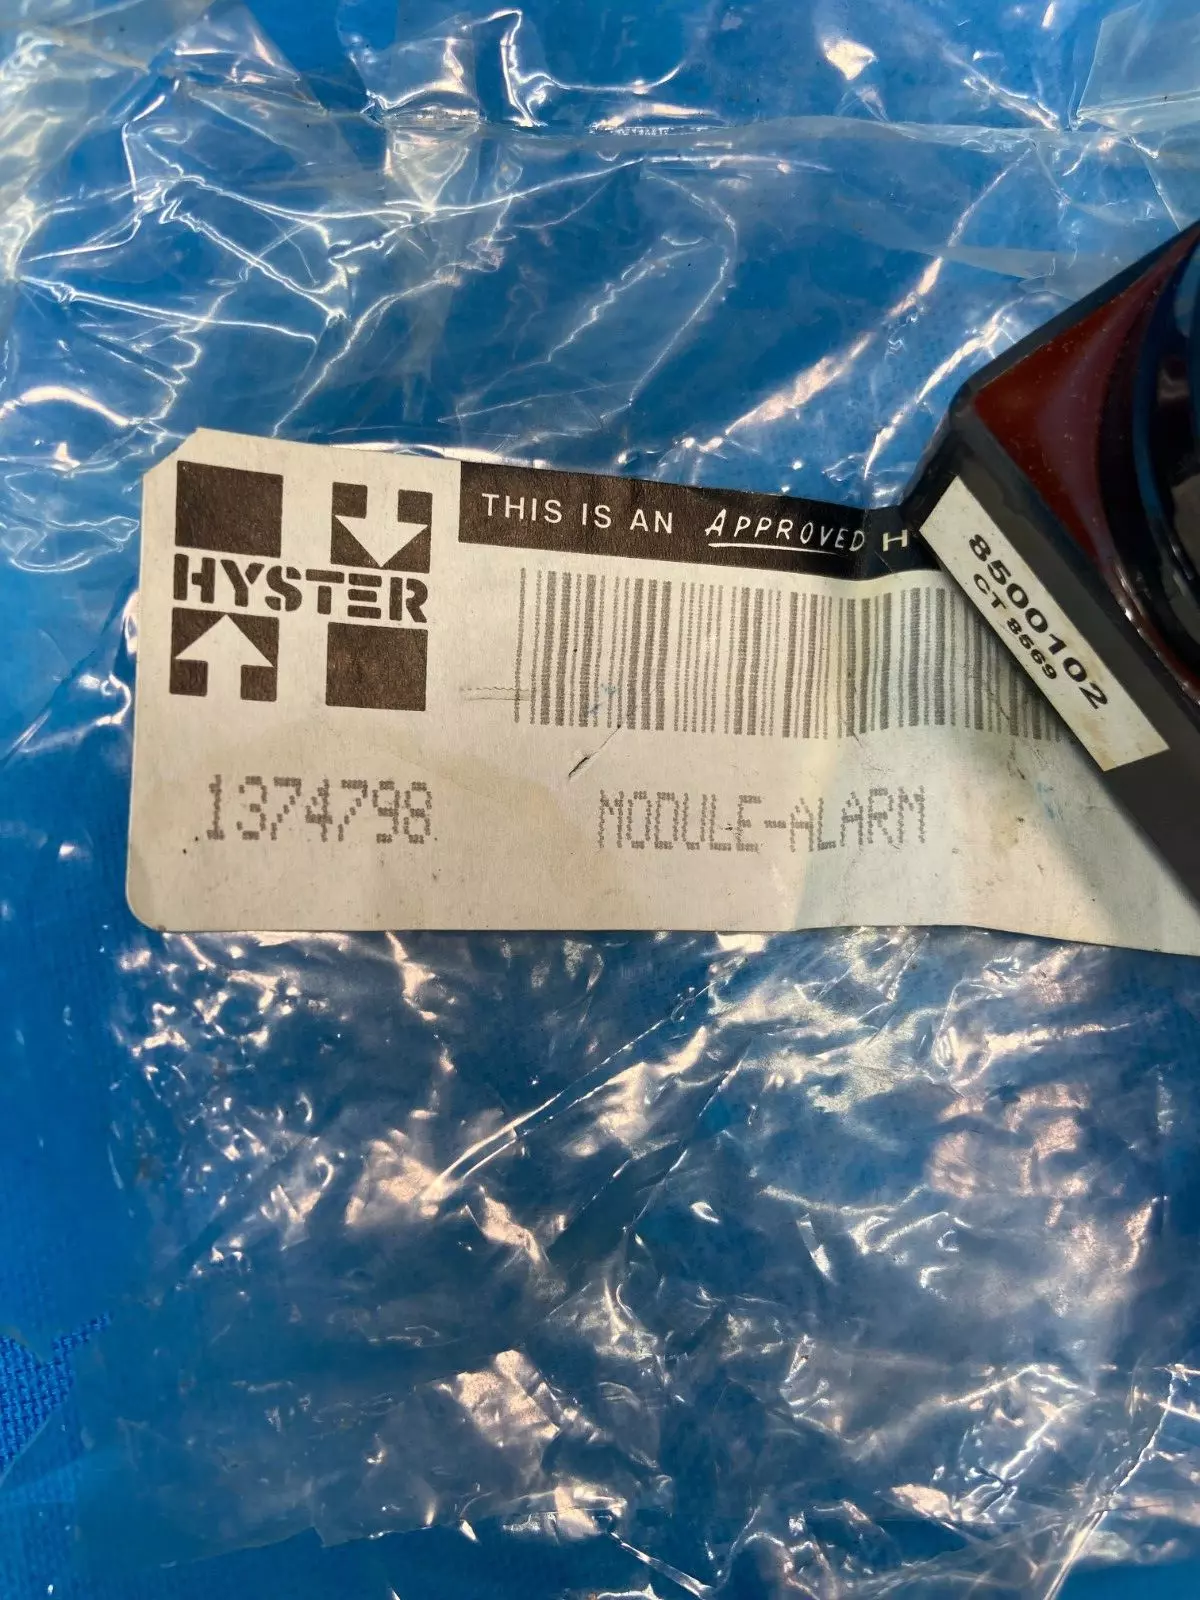 THIS IS AN APPROVED H
HYSTER
8500102
CT 8569
1374798
MODULE-ALARM